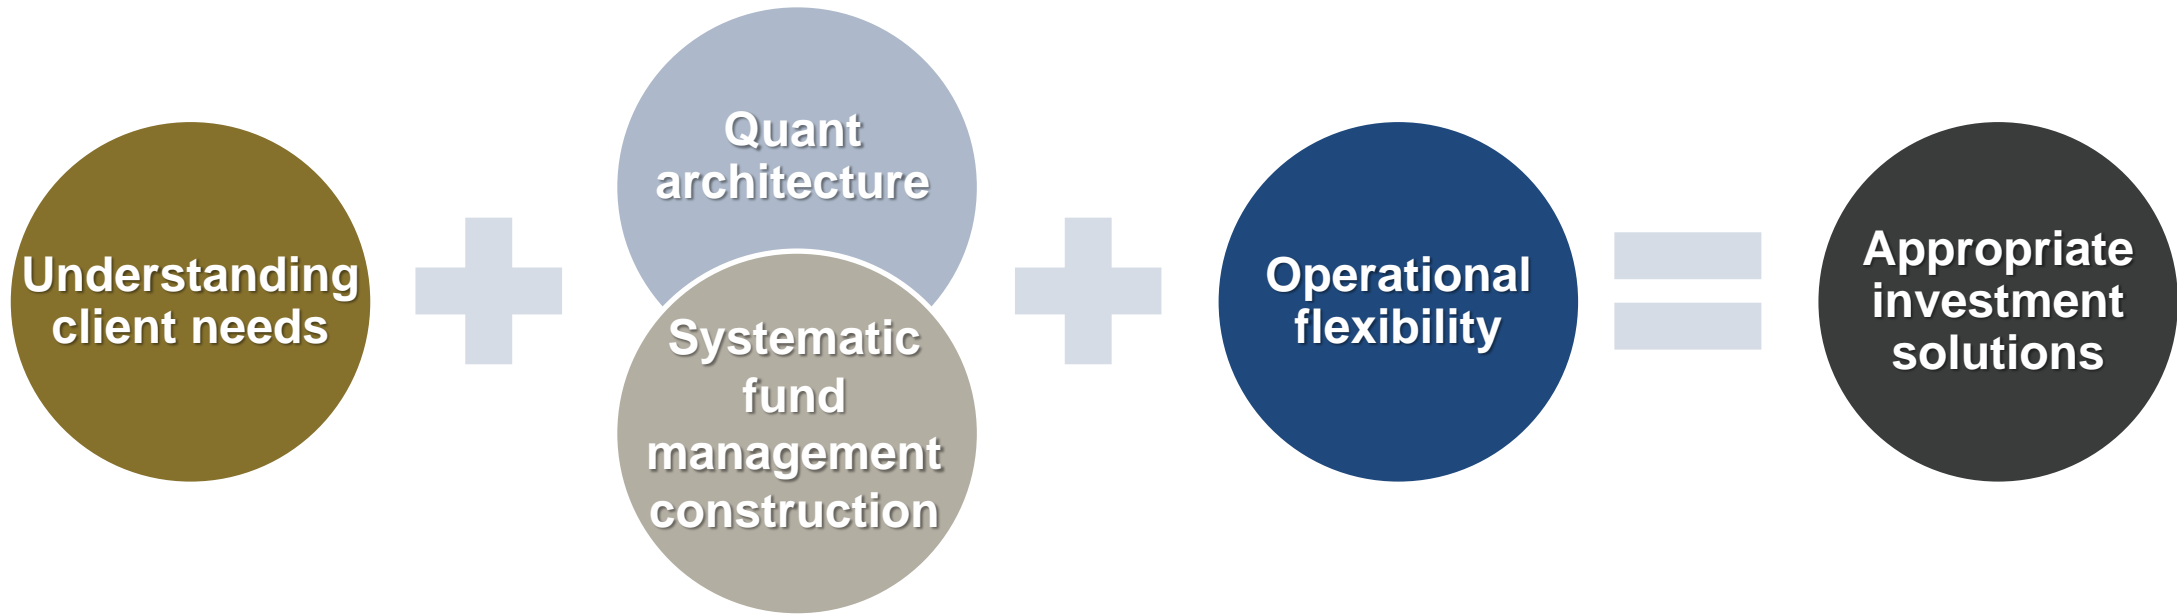 Understanding
client needs
Quant
architecture
Systematic
fund
management
construction
Operational
flexibility
Appropriate
investment
solutions